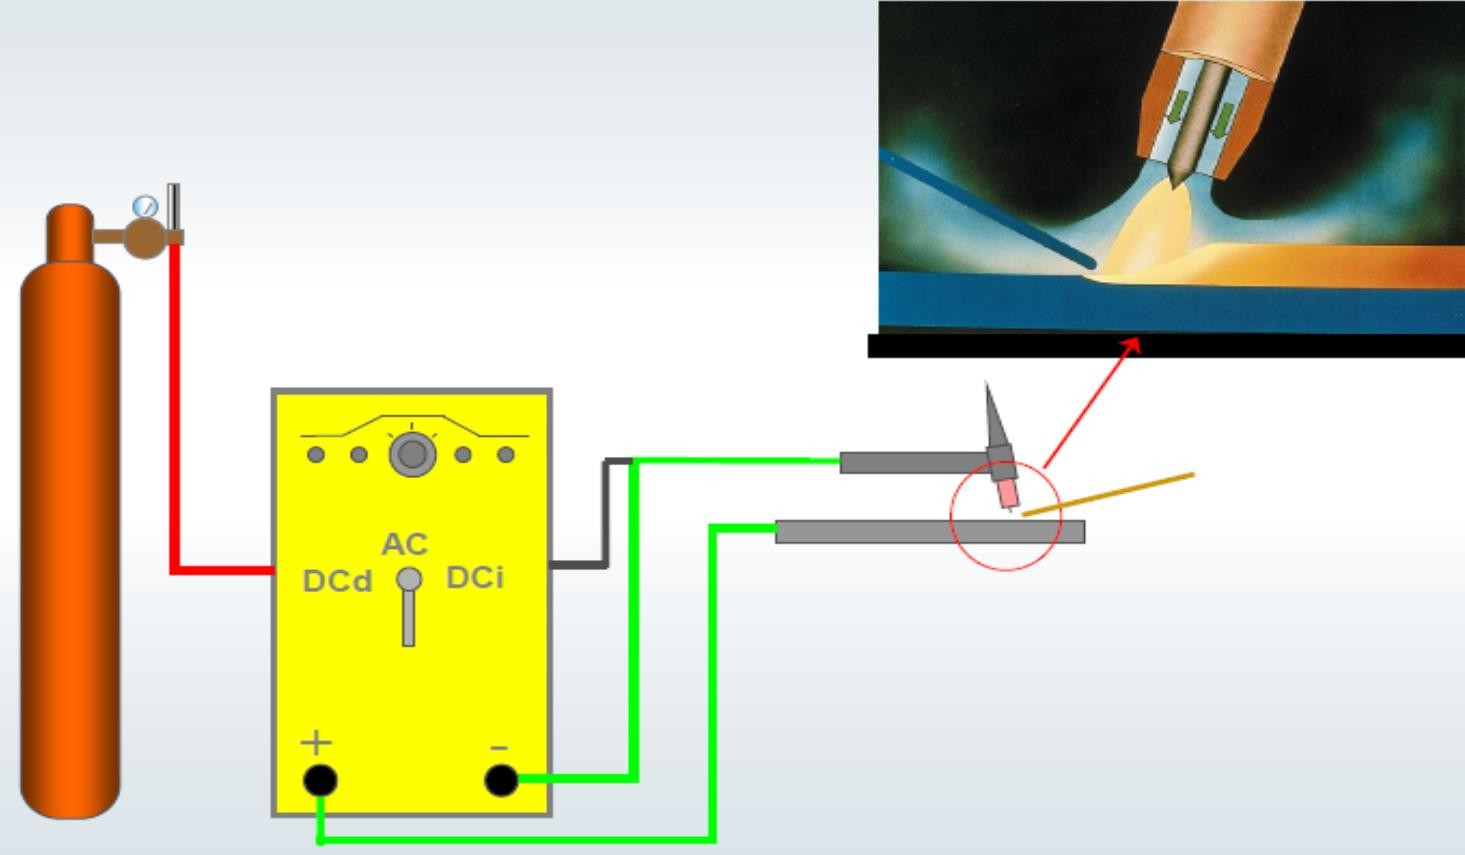 AC
DCd DCi
+ -